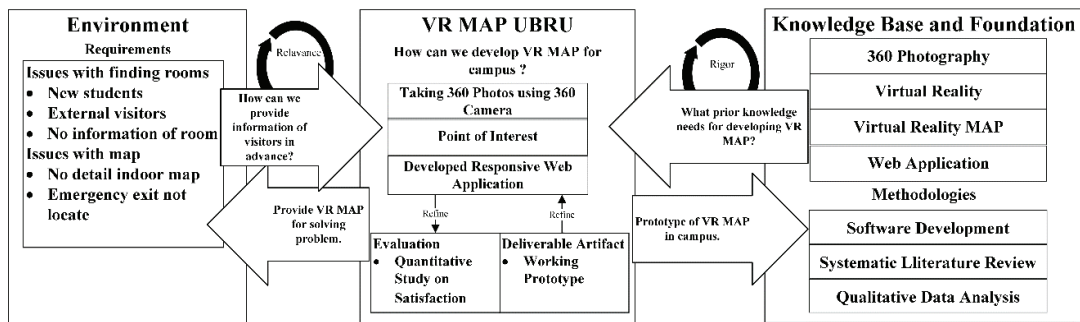 Environment
Requirements
Issues with finding rooms
• New students
• External visitors
• No information of room
Issues with map
• No detail indoor map
• Emergency exit not
locate
Relavance
How can we
provide
information of
visitors in
advance?
Provide VR MAP
for solving
problem.
VR MAP UBRU
How can we develop VR MAP for
campus ?
Taking 360 Photos using 360
Camera
Point of Interest
Developed Responsive Web
Application
Refine
Refine
Evaluation
• Quantitative
Study on
Satisfaction
Deliverable Artifact
• Working
Prototype
Rigor
What prior knowledge
needs for developing VR
MAP?
Prototype of VR MAP
in campus.
Knowledge Base and Foundation
360 Photography
Virtual Reality
Virtual Reality MAP
Web Application
Methodologies
Software Development
Systematic Lliterature Review
Qualitative Data Analysis